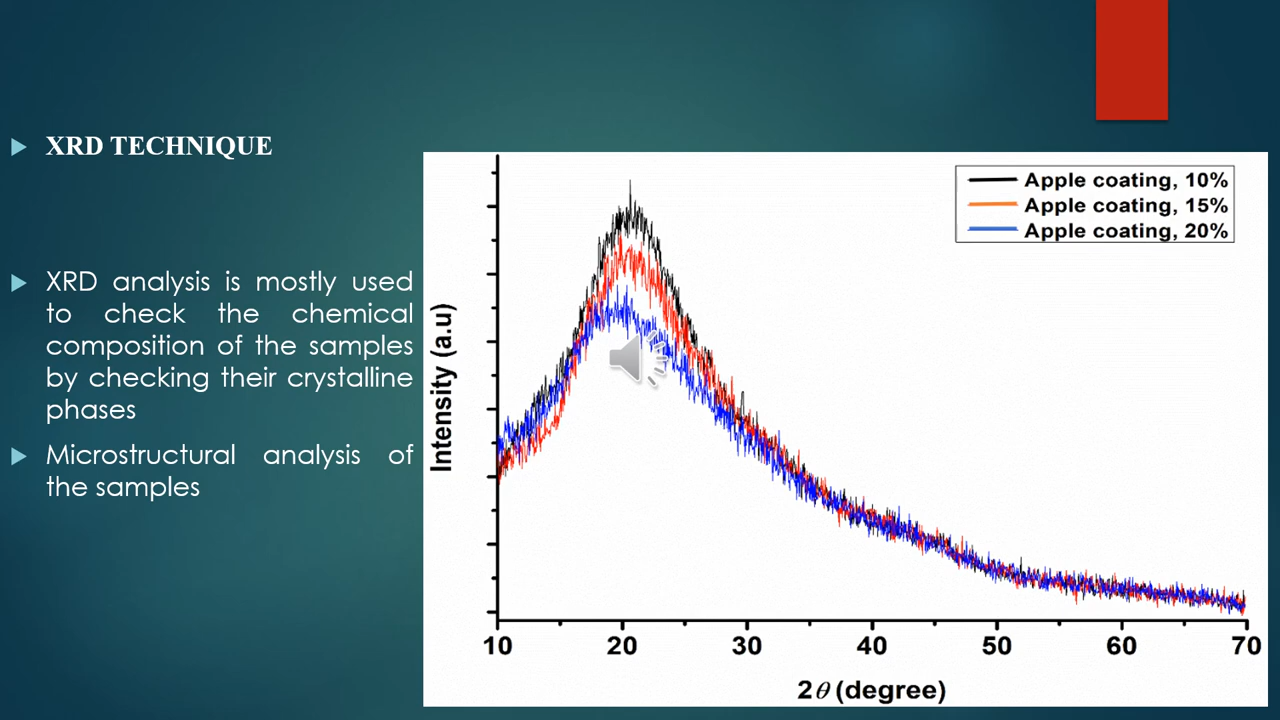 XRD TECHNIQUE
XRD analysis is mostly used
to check the chemical
composition of the samples
by checking their crystalline
phases
Microstructural analysis of
the samples
Apple coating, 10%
Apple coating, 15%
Apple coating, 20%
Intensity (a.u)
10 20 30 40 50 60 70
2θ (degree)